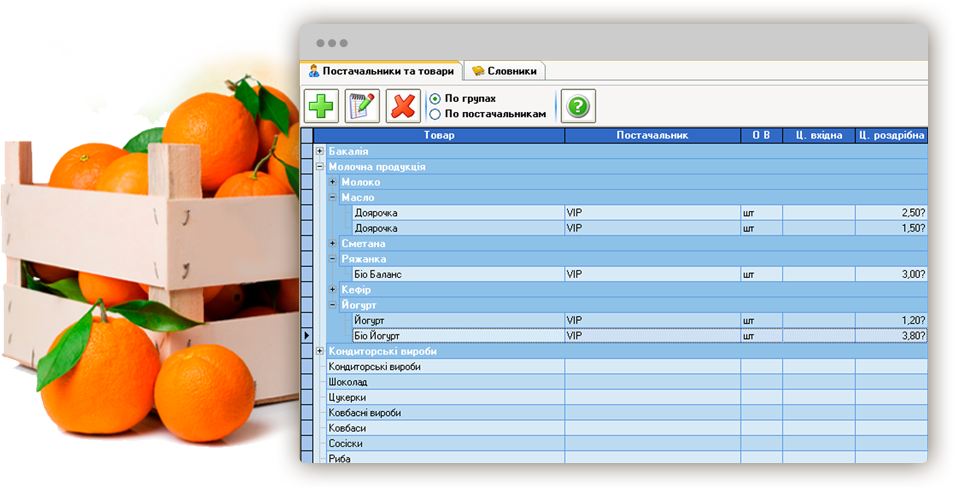 Постачальники та товари Словники
По групах
По постачальникам
Товар Постачальник О В Ц. вхідна Ц. роздрібна
Бакалія
Молочна продукція
Молоко
Масло
Доярочка VIP шт 2,50?
Доярочка VIP шт 1,50?
Сметана
Ряжанка
Біо Баланс VIP шт 3,00?
Кефір
Йогурт
Йогурт VIP шт 1,20?
Біо Йогурт VIP шт 3,80?
Кондиторські вироби
Кондиторські вироби
Шоколад
Цукерки
Ковбасні вироби
Ковбаси
Сосіски
Риба